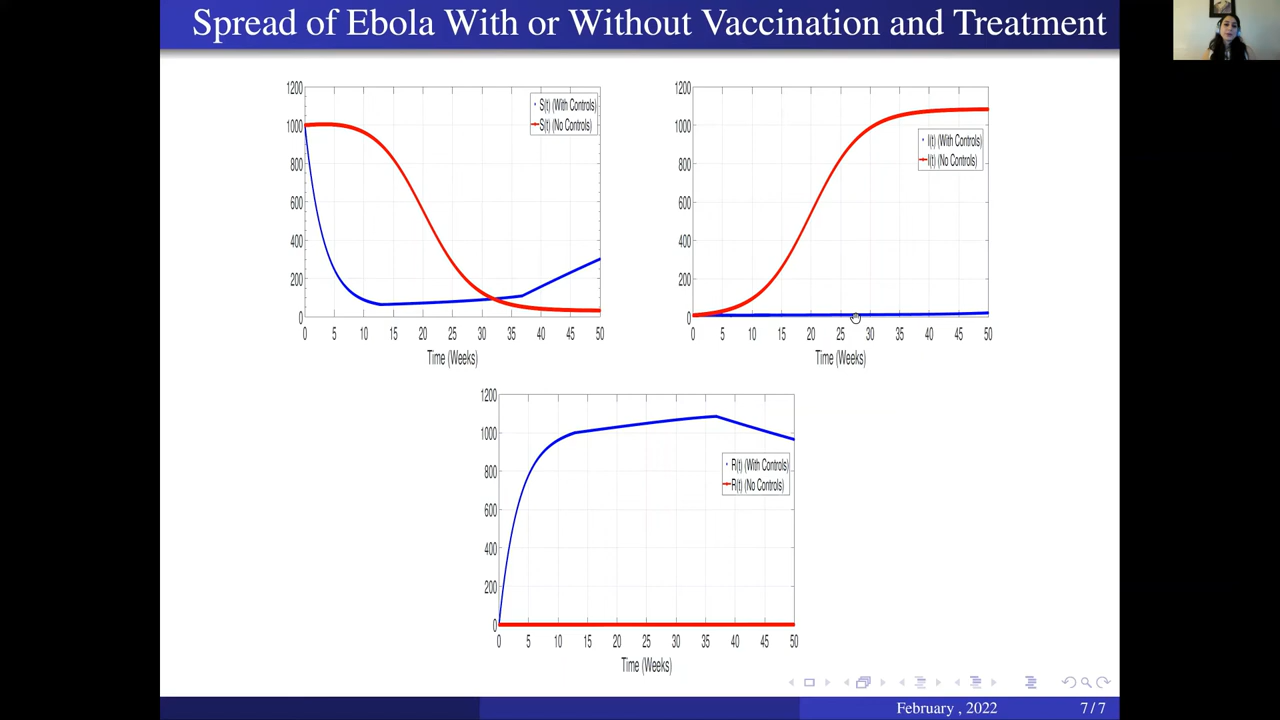 Spread of Ebola With or Without Vaccination and Treatment
1200
1000
800
600
400
200
0
S(t) (With Controls)
S(t) (No Controls)
0 5 10 15 20 25 30 35 40 45 50
Time (Weeks)
1200
1000
800
600
400
200
0
I(t) (With Controls)
I(t) (No Controls)
0 5 10 15 20 25 30 35 40 45 50
Time (Weeks)
1200
1000
800
600
400
200
0
R(t) (With Controls)
R(t) (No Controls)
0 5 10 15 20 25 30 35 40 45 50
Time (Weeks)
February , 2022 7/7